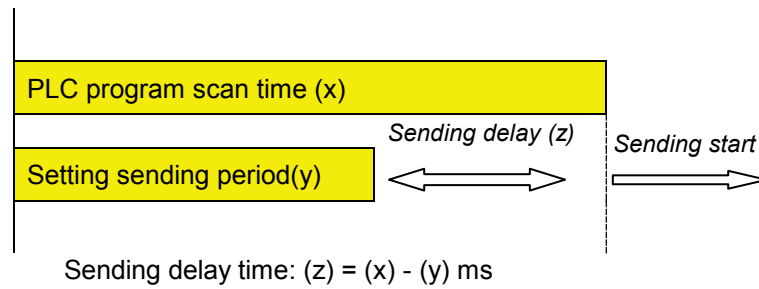 PLC program scan time (x)
Sending delay (z)
Sending start
Setting sending period(y)
Sending delay time: (z) = (x) - (y) ms